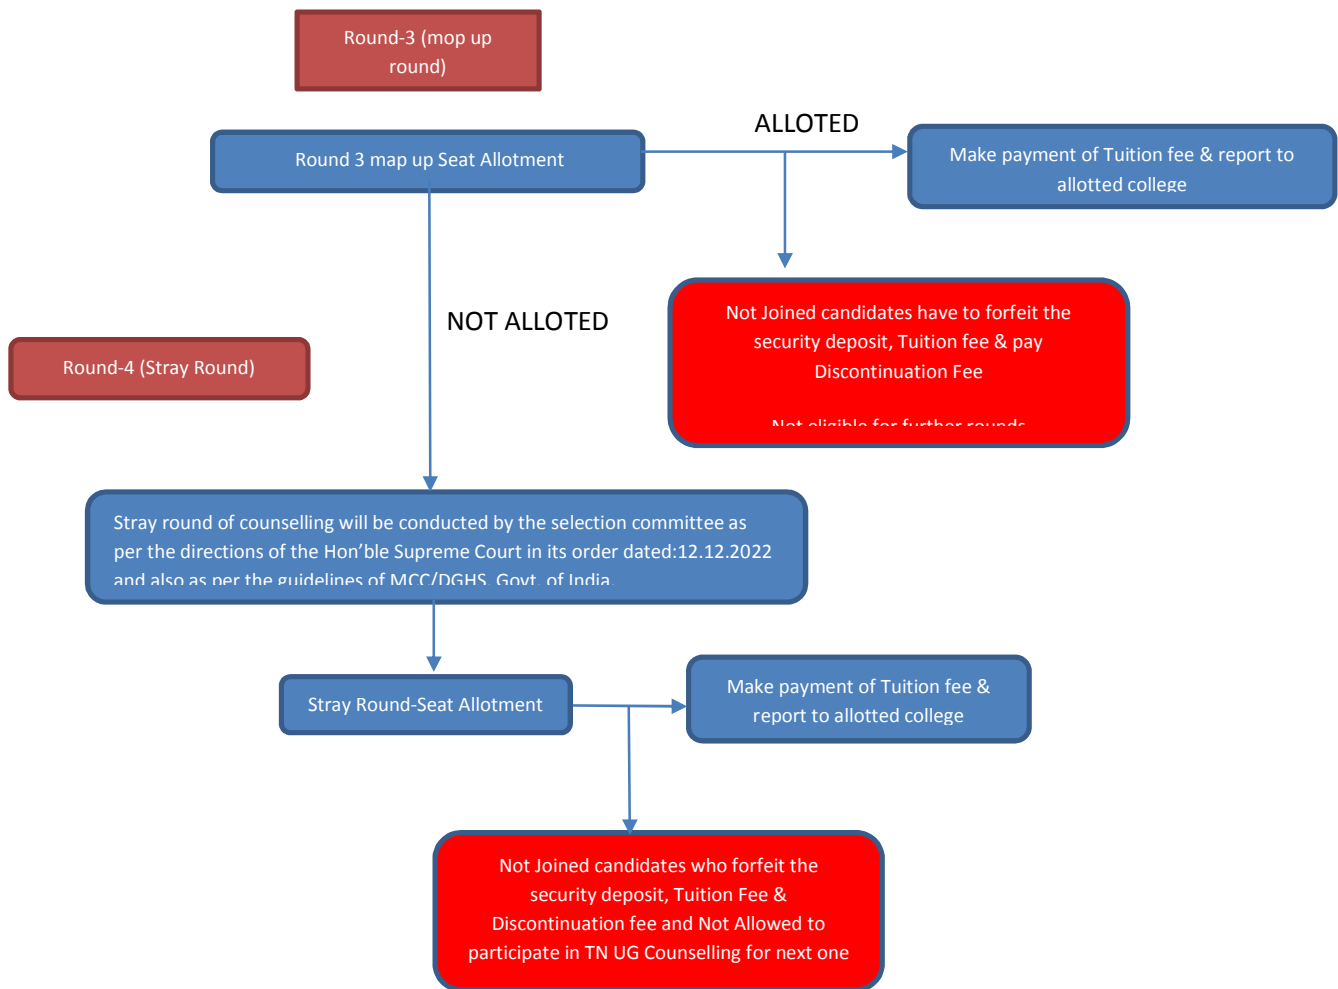 Round-3 (mop up
round)
ALLOTED
Round 3 map up Seat Allotment
Make payment of Tuition fee & report to
allotted college
NOT ALLOTED
Not Joined candidates have to forfeit the
security deposit, Tuition fee & pay
Discontinuation Fee
Not eligible for further rounds
Round-4 (Stray Round)
Stray round of counselling will be conducted by the selection committee as
per the directions of the Hon’ble Supreme Court in its order dated:12.12.2022
and also as per the guidelines of MCC/DGHS, Govt. of India.
Stray Round-Seat Allotment
Make payment of Tuition fee &
report to allotted college
Not Joined candidates who forfeit the
security deposit, Tuition Fee &
Discontinuation fee and Not Allowed to
participate in TN UG Counselling for next one